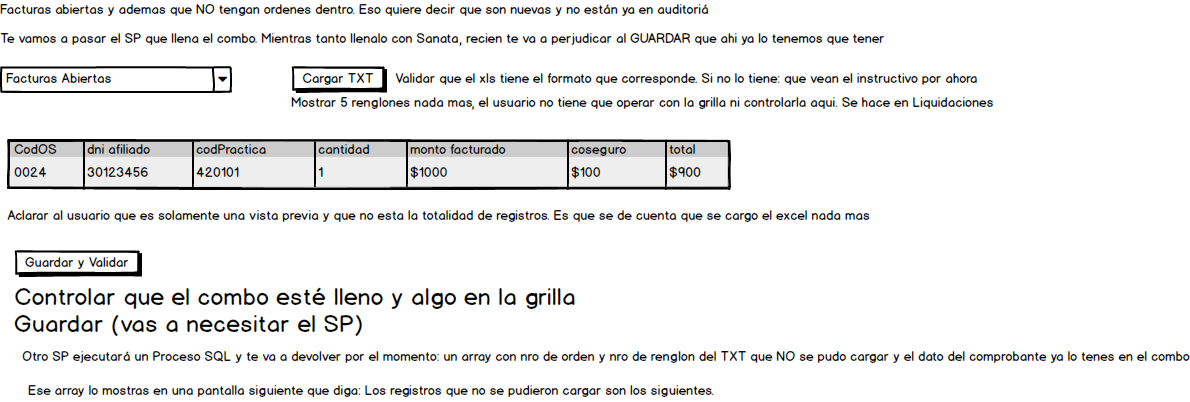 Facturas abiertas y ademas que NO tengan ordenes dentro. Eso quiere decir que son nuevas y no están ya en auditoriá
Te vamos a pasar el SP que llena el combo. Mientras tanto llenalo con Sanata, recien te va a perjudicar al GUARDAR que ahi ya lo tenemos que tener
Facturas Abiertas
Cargar TXT
Validar que el xls tiene el formato que corresponde. Si no lo tiene: que vean el instructivo por ahora
Mostrar 5 renglones nada mas, el usuario no tiene que operar con la grilla ni controlarla aqui. Se hace en Liquidaciones
CodOS dni afiliado codPractica cantidad monto facturado coseguro total
0024 30123456 420101 1 $1000 $100 $900
Aclarar al usuario que es solamente una vista previa y que no esta la totalidad de registros. Es que se de cuenta que se cargo el excel nada mas
Guardar y Validar
Controlar que el combo esté lleno y algo en la grilla
Guardar (vas a necesitar el SP)
Otro SP ejecutará un Proceso SQL y te va a devolver por el momento: un array con nro de orden y nro de renglon del TXT que NO se pudo cargar y el dato del comprobante ya lo tenes en el combo
Ese array lo mostras en una pantalla siguiente que diga: Los registros que no se pudieron cargar son los siguientes.